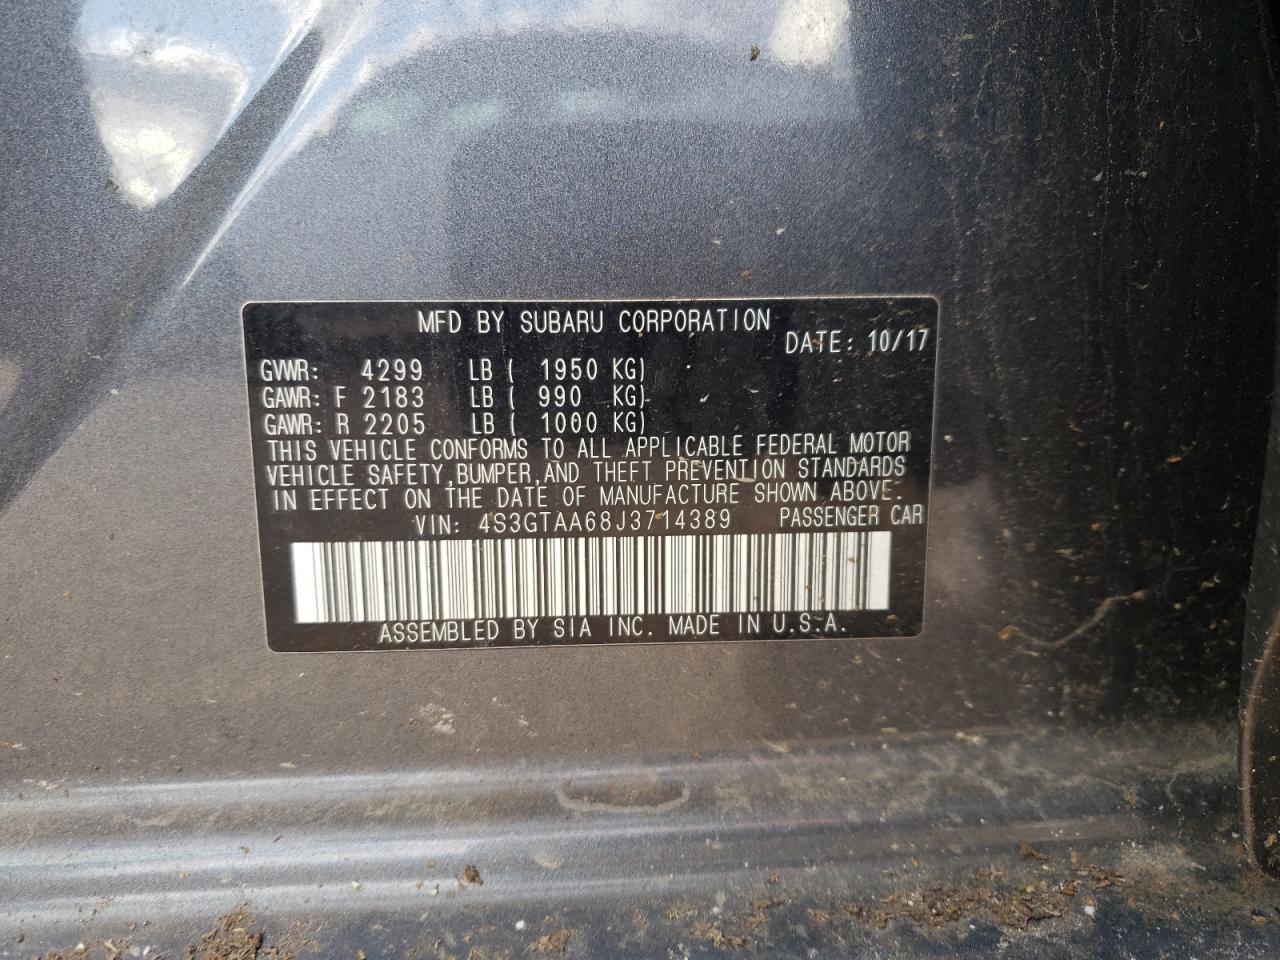 MFD BY SUBARU CORPORATION
DATE: 10/17
GVWR: 4299 LB ( 1950 KG)
GAWR: F 2183 LB ( 990 KG)
GAWR: R 2205 LB ( 1000 KG)
THIS VEHICLE CONFORMS TO ALL APPLICABLE FEDERAL MOTOR
VEHICLE SAFETY,BUMPER,AND THEFT PREVENTION STANDARDS
IN EFFECT ON THE DATE OF MANUFACTURE SHOWN ABOVE.
VIN: 4S3GTAA68J3714389 PASSENGER CAR
ASSEMBLED BY SIA INC. MADE IN U.S.A.